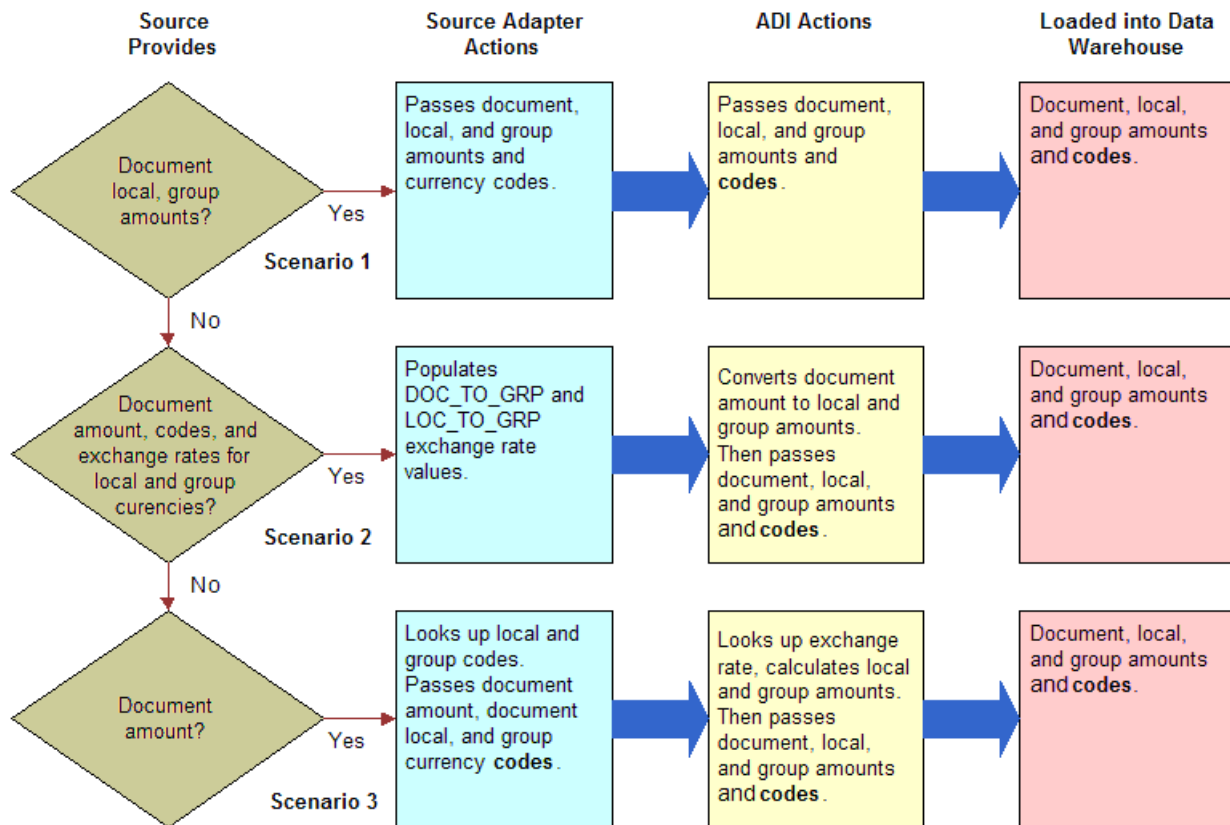 Source
Provides
Source Adapter
Actions
ADI Actions
Loaded into Data
Warehouse
Document
local, group
amounts?
Yes
Scenario 1
No
Passes document,
local, and group
amounts and
currency codes.
Passes document,
local, and group
amounts and
codes.
Document, local,
and group amounts
and codes.
Document
amount, codes, and
exchange rates for
local and group
curencies?
Yes
Scenario 2
No
Populates
DOC_TO_GRP and
LOC_TO_GRP
exchange rate
values.
Converts document
amount to local and
group amounts.
Then passes
document, local,
and group amounts
and codes.
Document, local,
and group amounts
and codes.
Document
amount?
Yes
Scenario 3
Looks up local and
group codes.
Passes document
amount, document
local, and group
currency codes.
Looks up exchange
rate, calculates local
and group amounts.
Then passes
document, local,
and group amounts
and codes.
Document, local,
and group amounts
and codes.